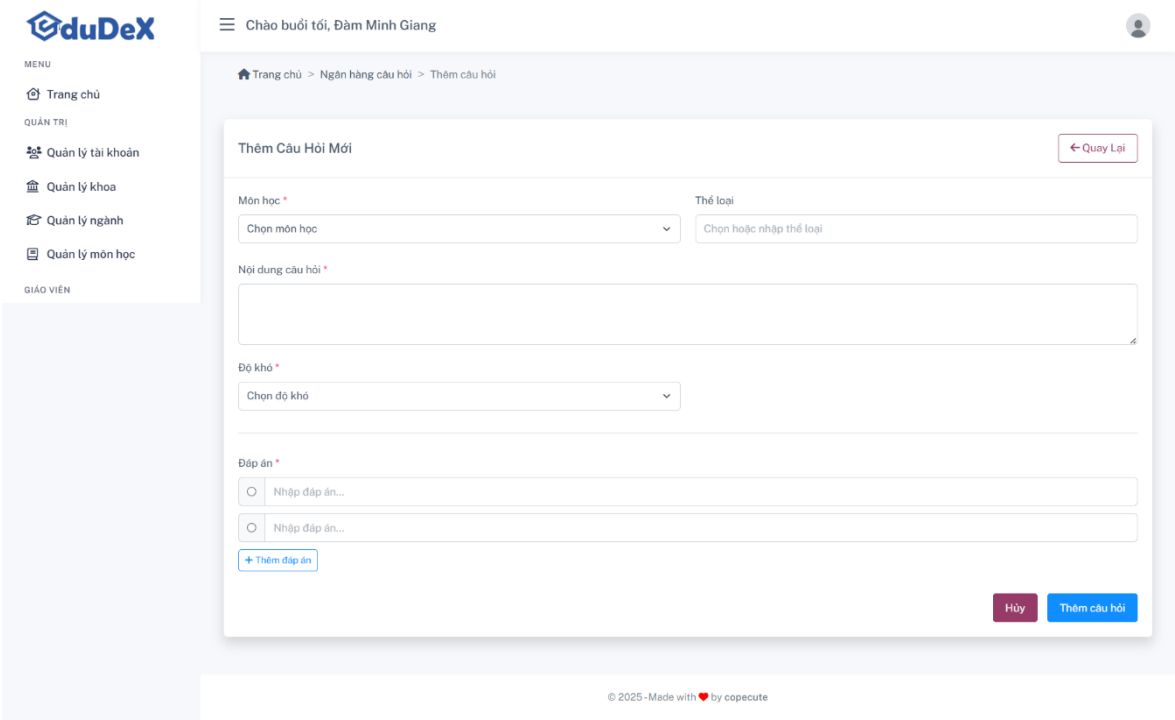 EduDeX
Chào buổi tối, Đàm Minh Giang
MENU
Trang chủ
QUẢN TRỊ
Quản lý tài khoản
Quản lý khoa
Quản lý ngành
Quản lý môn học
GIÁO VIÊN
Trang chủ > Ngân hàng câu hỏi > Thêm câu hỏi
Thêm Câu Hỏi Mới
Quay Lại
Môn học *
Thể loại
Chọn môn học
Chọn hoặc nhập thể loại
Nội dung câu hỏi *
Độ khó *
Chọn độ khó
Đáp án *
Nhập đáp án...
Nhập đáp án...
+ Thêm đáp án
Hủy
Thêm câu hỏi
© 2025 - Made with ❤ by copecute